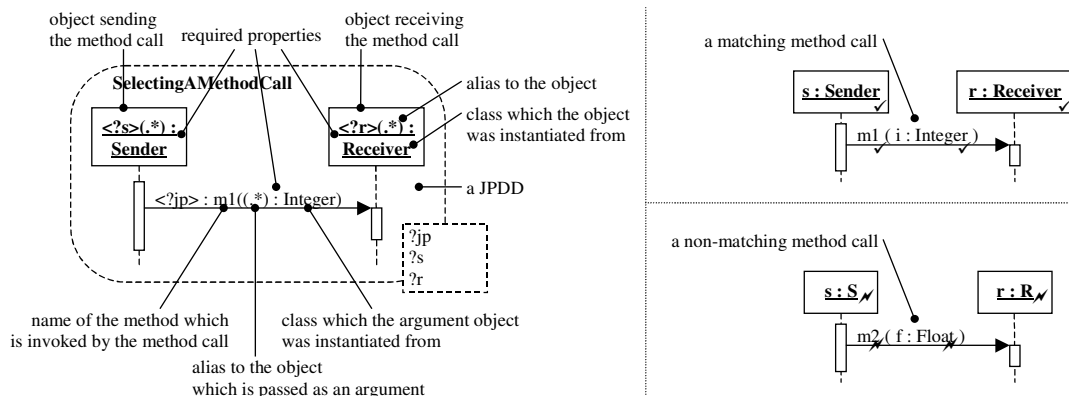 object sending
the method call
required properties
object receiving
the method call
SelectingAMethodCall
alias to the object
<?s>(.*) :
Sender
<?r>(.*) :
Receiver
class which the object
was instantiated from
a JPDD
<?jp> : m1((.*) : Integer)
?jp
?s
?r
name of the method which
is invoked by the method call
class which the argument object
was instantiated from
alias to the object
which is passed as an argument
a matching method call
s : Sender
r : Receiver
m1 ( i : Integer )
a non-matching method call
s : S
r : R
m2 ( f : Float )